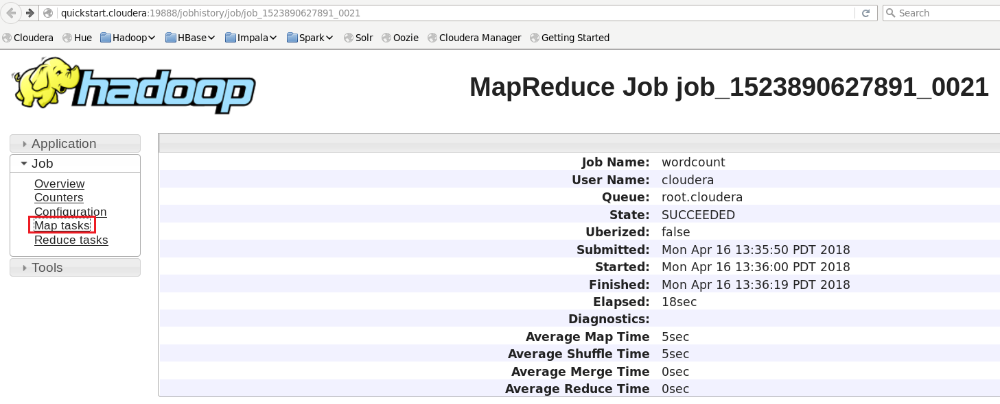 quickstart.cloudera:19888/jobhistory/job/job_1523890627891_0021 Search
Cloudera Hue Hadoop HBase Impala Spark Solr Oozie Cloudera Manager Getting Started
hadoop
MapReduce Job job_1523890627891_0021
Application
Job
Overview
Counters
Configuration
Map tasks
Reduce tasks
Tools
Job Name: wordcount
User Name: cloudera
Queue: root.cloudera
State: SUCCEEDED
Uberized: false
Submitted: Mon Apr 16 13:35:50 PDT 2018
Started: Mon Apr 16 13:36:00 PDT 2018
Finished: Mon Apr 16 13:36:19 PDT 2018
Elapsed: 18sec
Diagnostics:
Average Map Time 5sec
Average Shuffle Time 5sec
Average Merge Time 0sec
Average Reduce Time 0sec